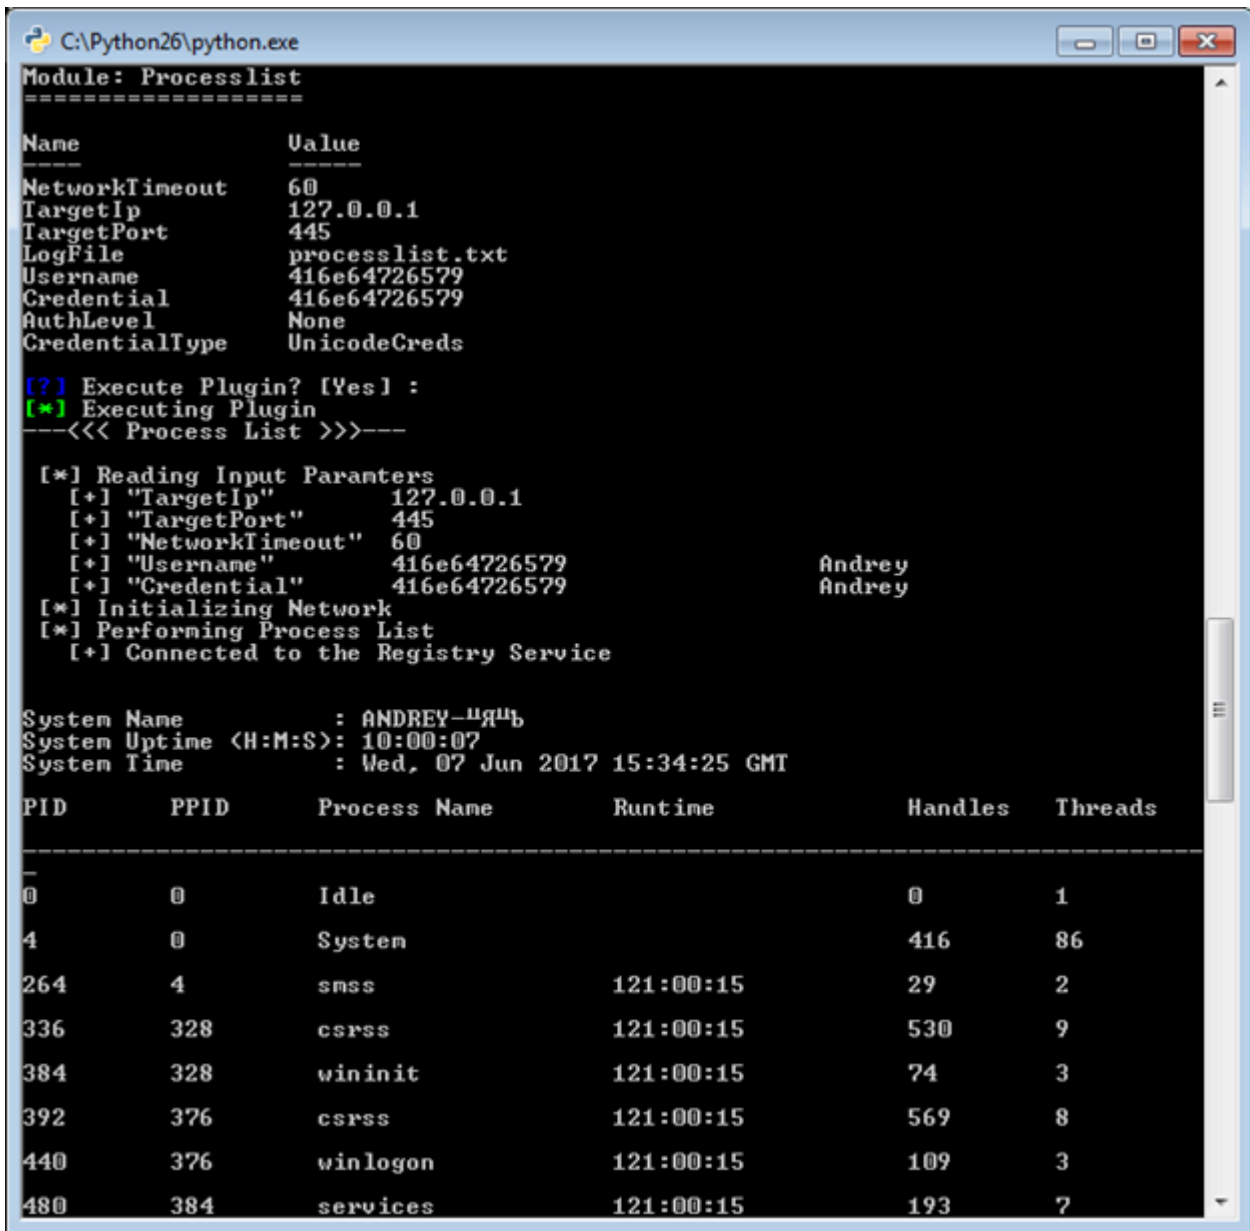 C:\Python26\python.exe
Module: Processlist
===================
Name Value
---- -----
NetworkTimeout 60
TargetIp 127.0.0.1
TargetPort 445
LogFile processlist.txt
Username 416e64726579
Credential 416e64726579
AuthLevel None
CredentialType UnicodeCreds
[?] Execute Plugin? [Yes] :
[*] Executing Plugin
---<<< Process List >>>---
[*] Reading Input Paramters
[+] "TargetIp" 127.0.0.1
[+] "TargetPort" 445
[+] "NetworkTimeout" 60
[+] "Username" 416e64726579 Andrey
[+] "Credential" 416e64726579 Andrey
[*] Initializing Network
[*] Performing Process List
[+] Connected to the Registry Service
System Name : ANDREY-╨Я╨Ъ
System Uptime (H:M:S): 10:00:07
System Time : Wed, 07 Jun 2017 15:34:25 GMT
PID PPID Process Name Runtime Handles Threads
---------------------------------------------------------------------------------
0 0 Idle 0 1
4 0 System 416 86
264 4 smss 121:00:15 29 2
336 328 csrss 121:00:15 530 9
384 328 wininit 121:00:15 74 3
392 376 csrss 121:00:15 569 8
440 376 winlogon 121:00:15 109 3
480 384 services 121:00:15 193 7